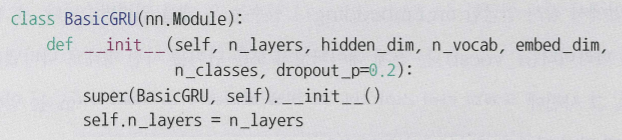 class BasicGRU(nn.Module):
    def __init__(self, n_layers, hidden_dim, n_vocab, embed_dim,
                 n_classes, dropout_p=0.2):
        super(BasicGRU, self).__init__()
        self.n_layers = n_layers